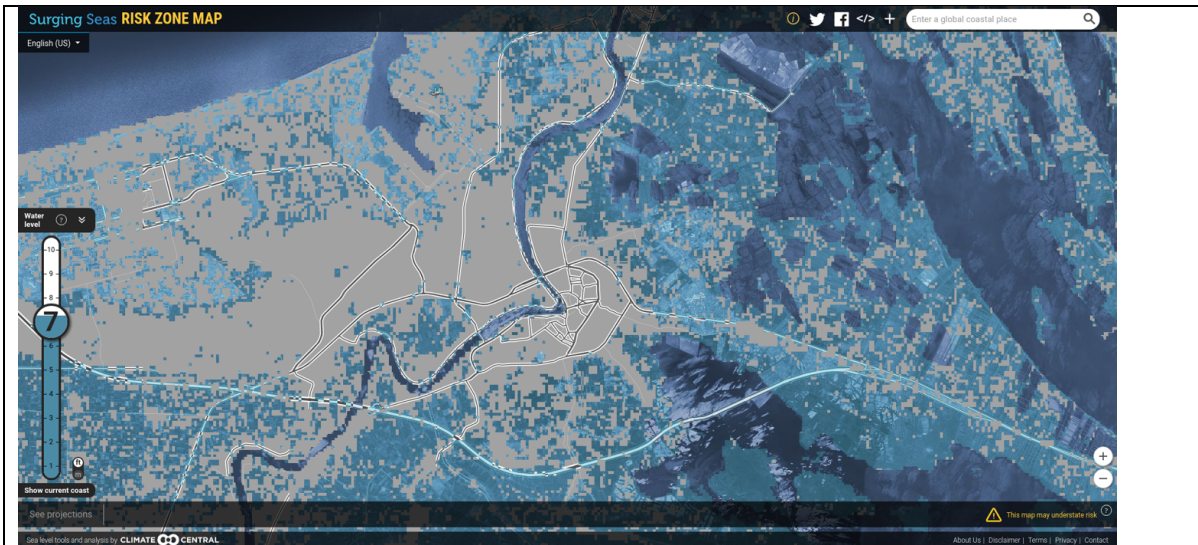 Surging Seas RISK ZONE MAP
</> +
Enter a global coastal place
English (US)
Water level ?
10
9
8
7
6
5
4
3
2
1
ft
Show current coast
See projections
This map may understate risk ?
Sea level tools and analysis by CLIMATE CENTRAL
About Us | Disclaimer | Terms | Privacy | Contact